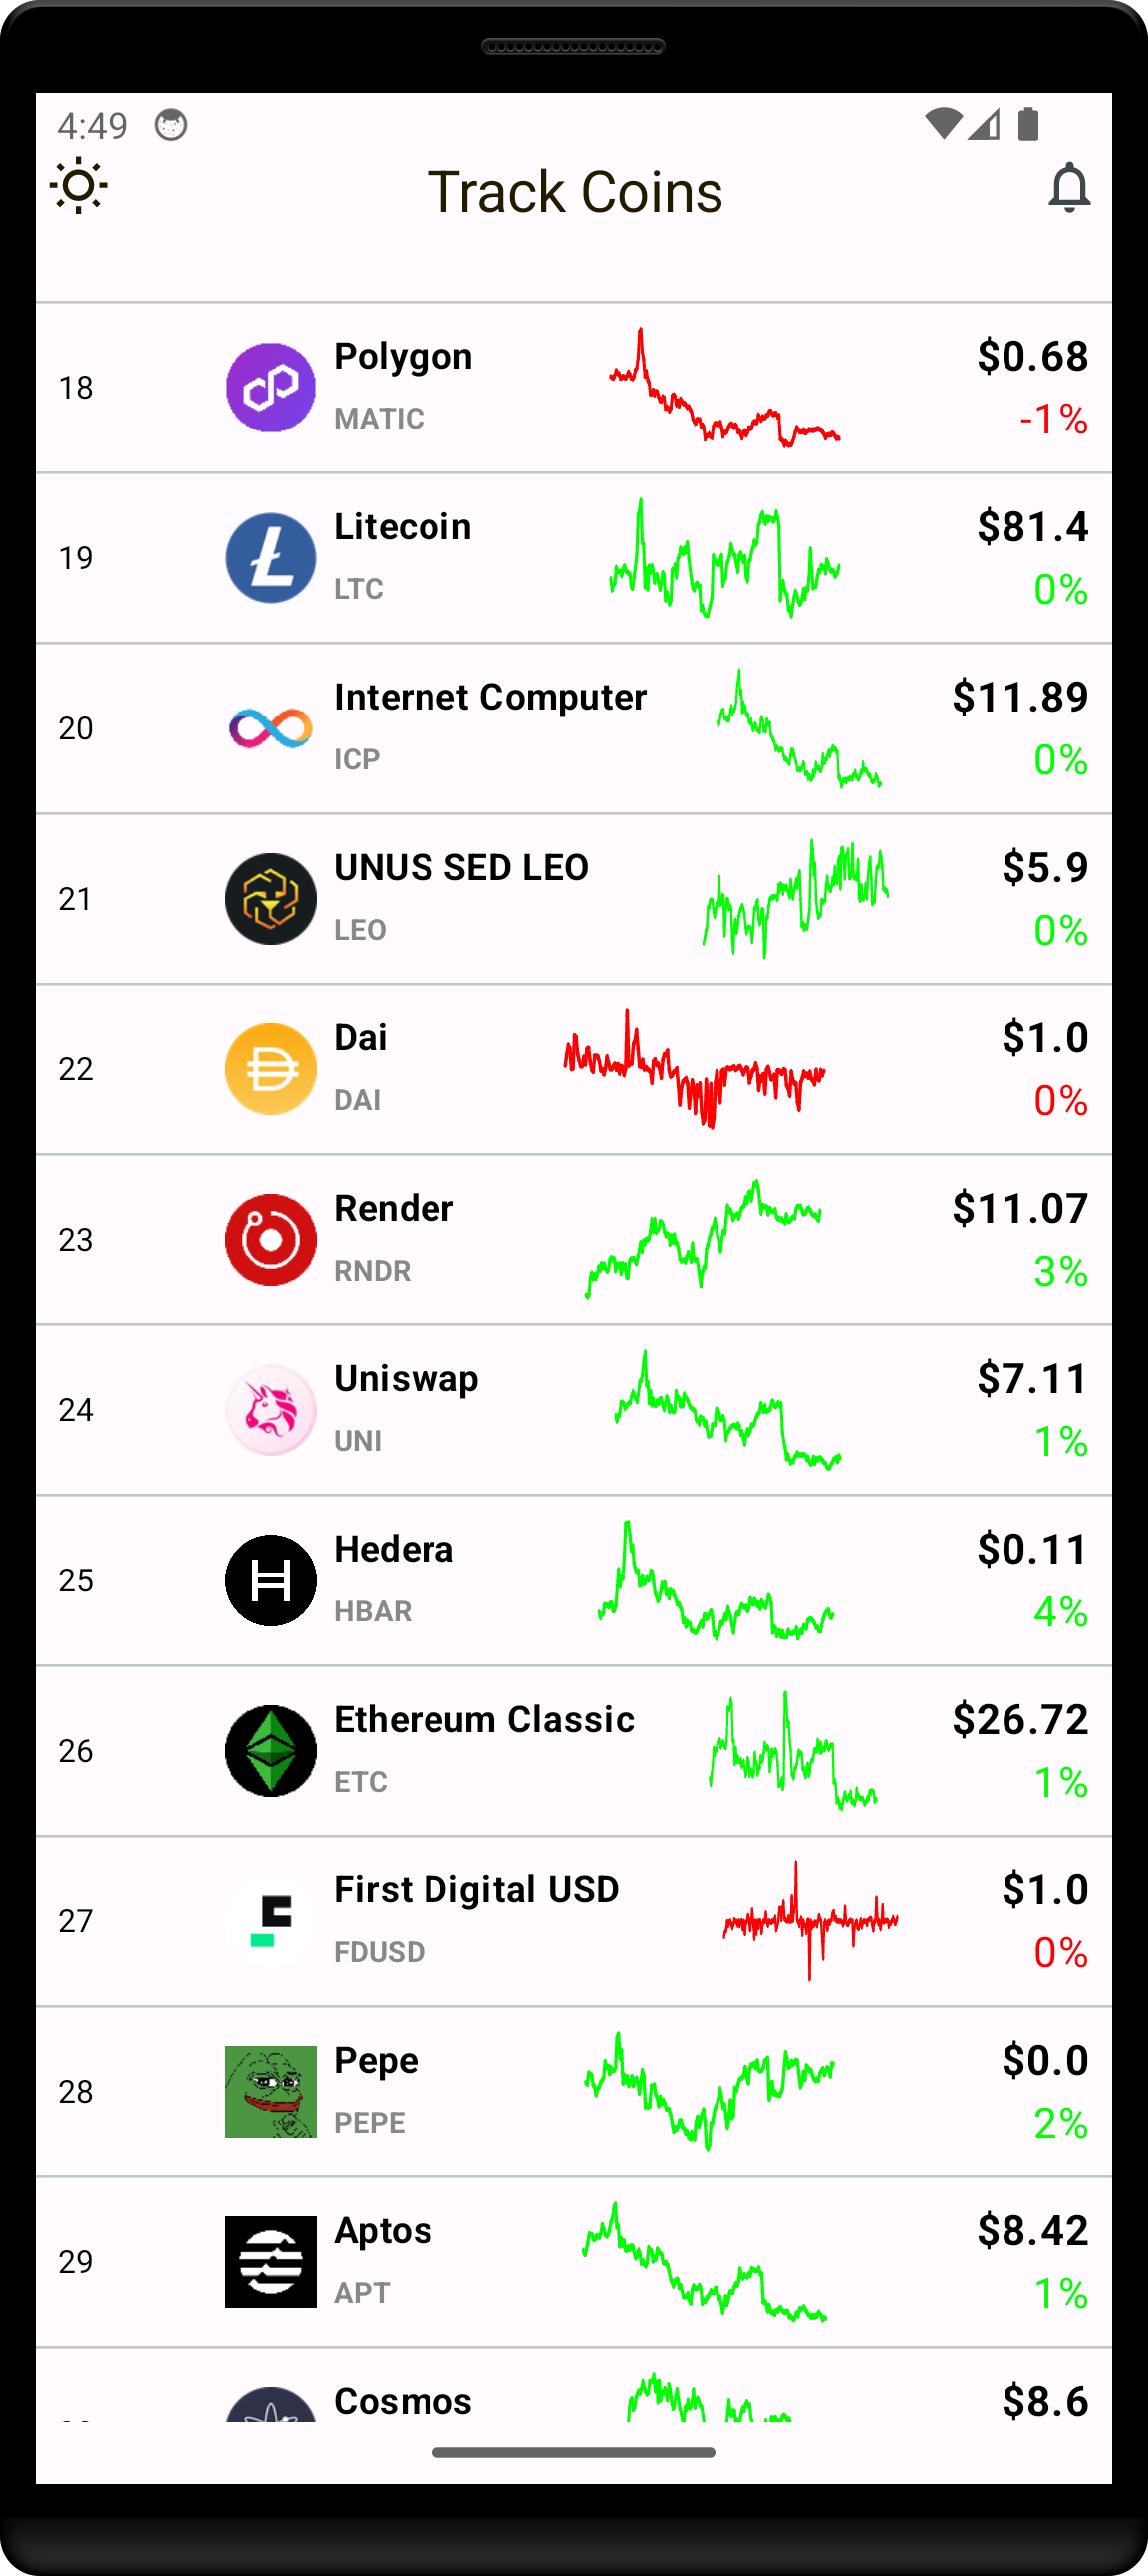 4:49
Track Coins
18
Polygon
MATIC
$0.68
-1%
19
Litecoin
LTC
$81.4
0%
20
Internet Computer
ICP
$11.89
0%
21
UNUS SED LEO
LEO
$5.9
0%
22
Dai
DAI
$1.0
0%
23
Render
RNDR
$11.07
3%
24
Uniswap
UNI
$7.11
1%
25
Hedera
HBAR
$0.11
4%
26
Ethereum Classic
ETC
$26.72
1%
27
First Digital USD
FDUSD
$1.0
0%
28
Pepe
PEPE
$0.0
2%
29
Aptos
APT
$8.42
1%
Cosmos
$8.6